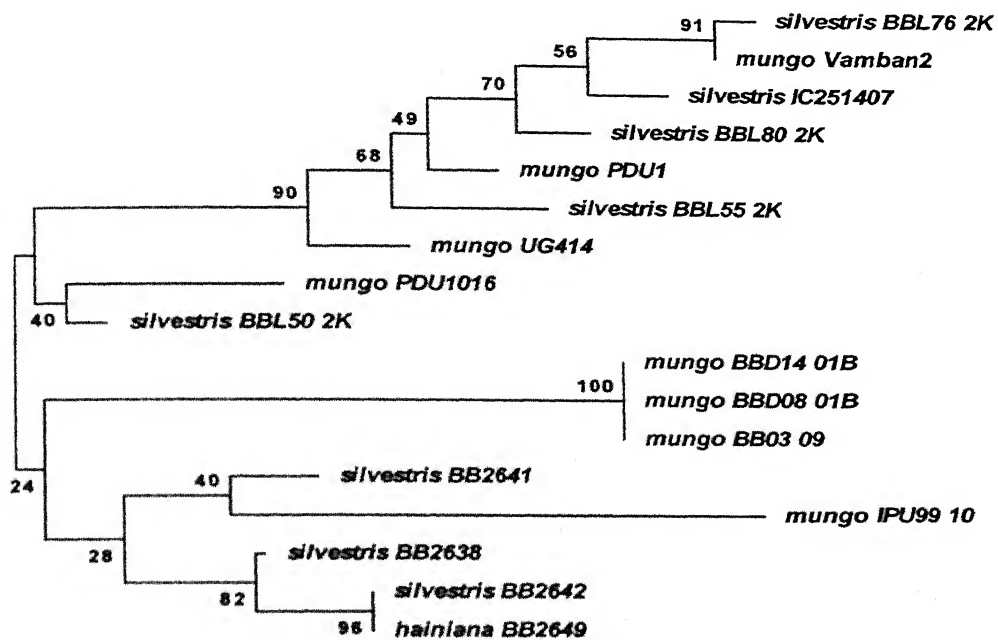 silvestris BBL76 2K
91
mungo Vamban2
56
silvestris IC251407
70
silvestris BBL80 2K
49
mungo PDU1
68
silvestris BBL55 2K
90
mungo UG414
mungo PDU1016
40
silvestris BBL50 2K
mungo BBD14 01B
100
mungo BBD08 01B
mungo BB03 09
silvestris BB2641
40
24
mungo IPU99 10
28
silvestris BB2638
82
silvestris BB2642
96
hainiana BB2649